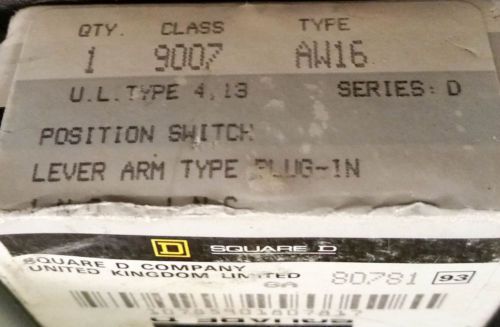 QTY. CLASS TYPE
1 9007 AW16
U.L.TYPE 4,13 SERIES: D
POSITION SWITCH
LEVER ARM TYPE PLUG-IN
D SQUARE D
SQUARE D COMPANY
UNITED KINGDOM LIMITED
GA 80781 93